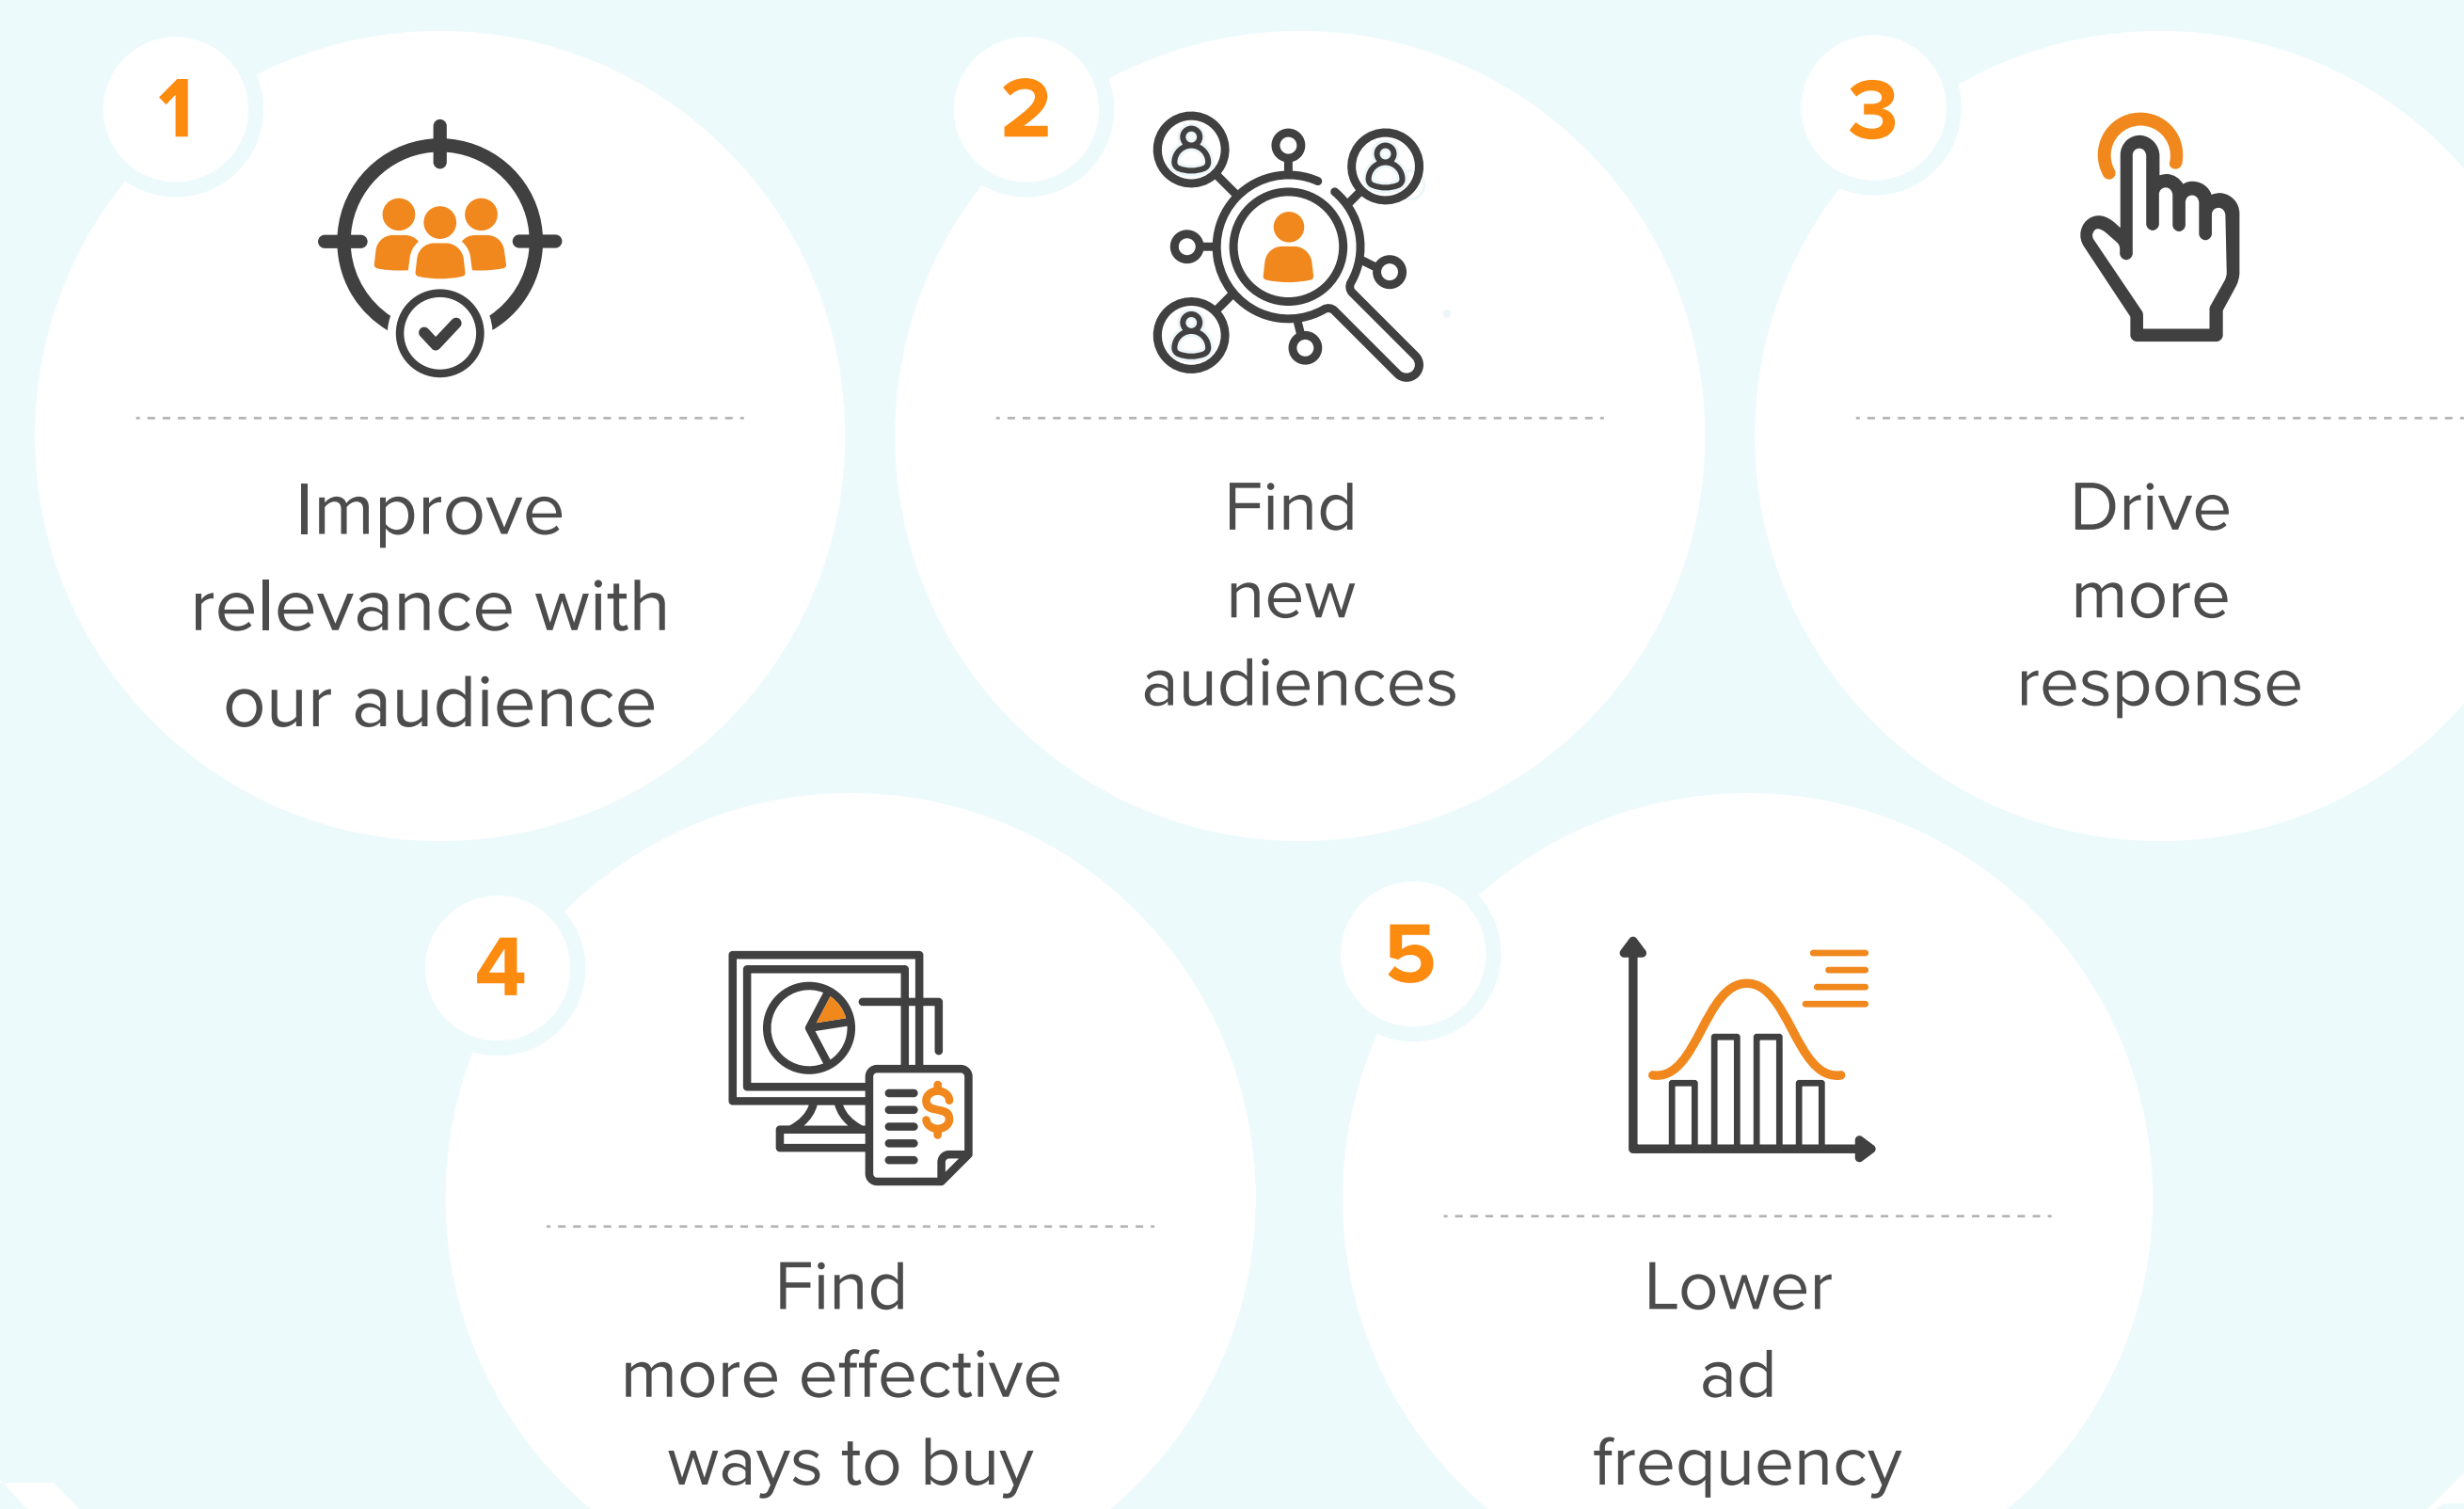 1
Improve
relevance with
our audience
2
Find
new
audiences
3
Drive
more
response
4
$
Find
more effective
ways to buy
5
Lower
ad
frequency